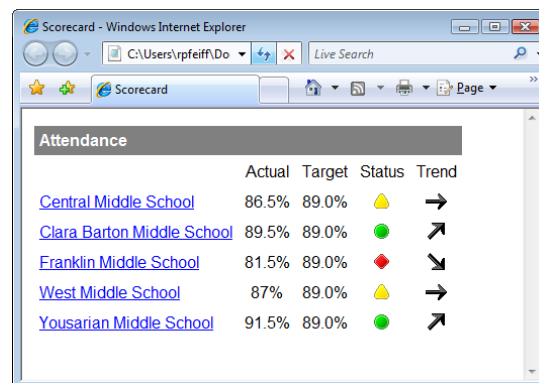 Scorecard - Windows Internet Explorer
C:\Users\rpfeiff\Do
Live Search
Scorecard
Page
Attendance
Actual Target Status Trend
Central Middle School 86.5% 89.0%
Clara Barton Middle School 89.5% 89.0%
Franklin Middle School 81.5% 89.0%
West Middle School 87% 89.0%
Yousarian Middle School 91.5% 89.0%